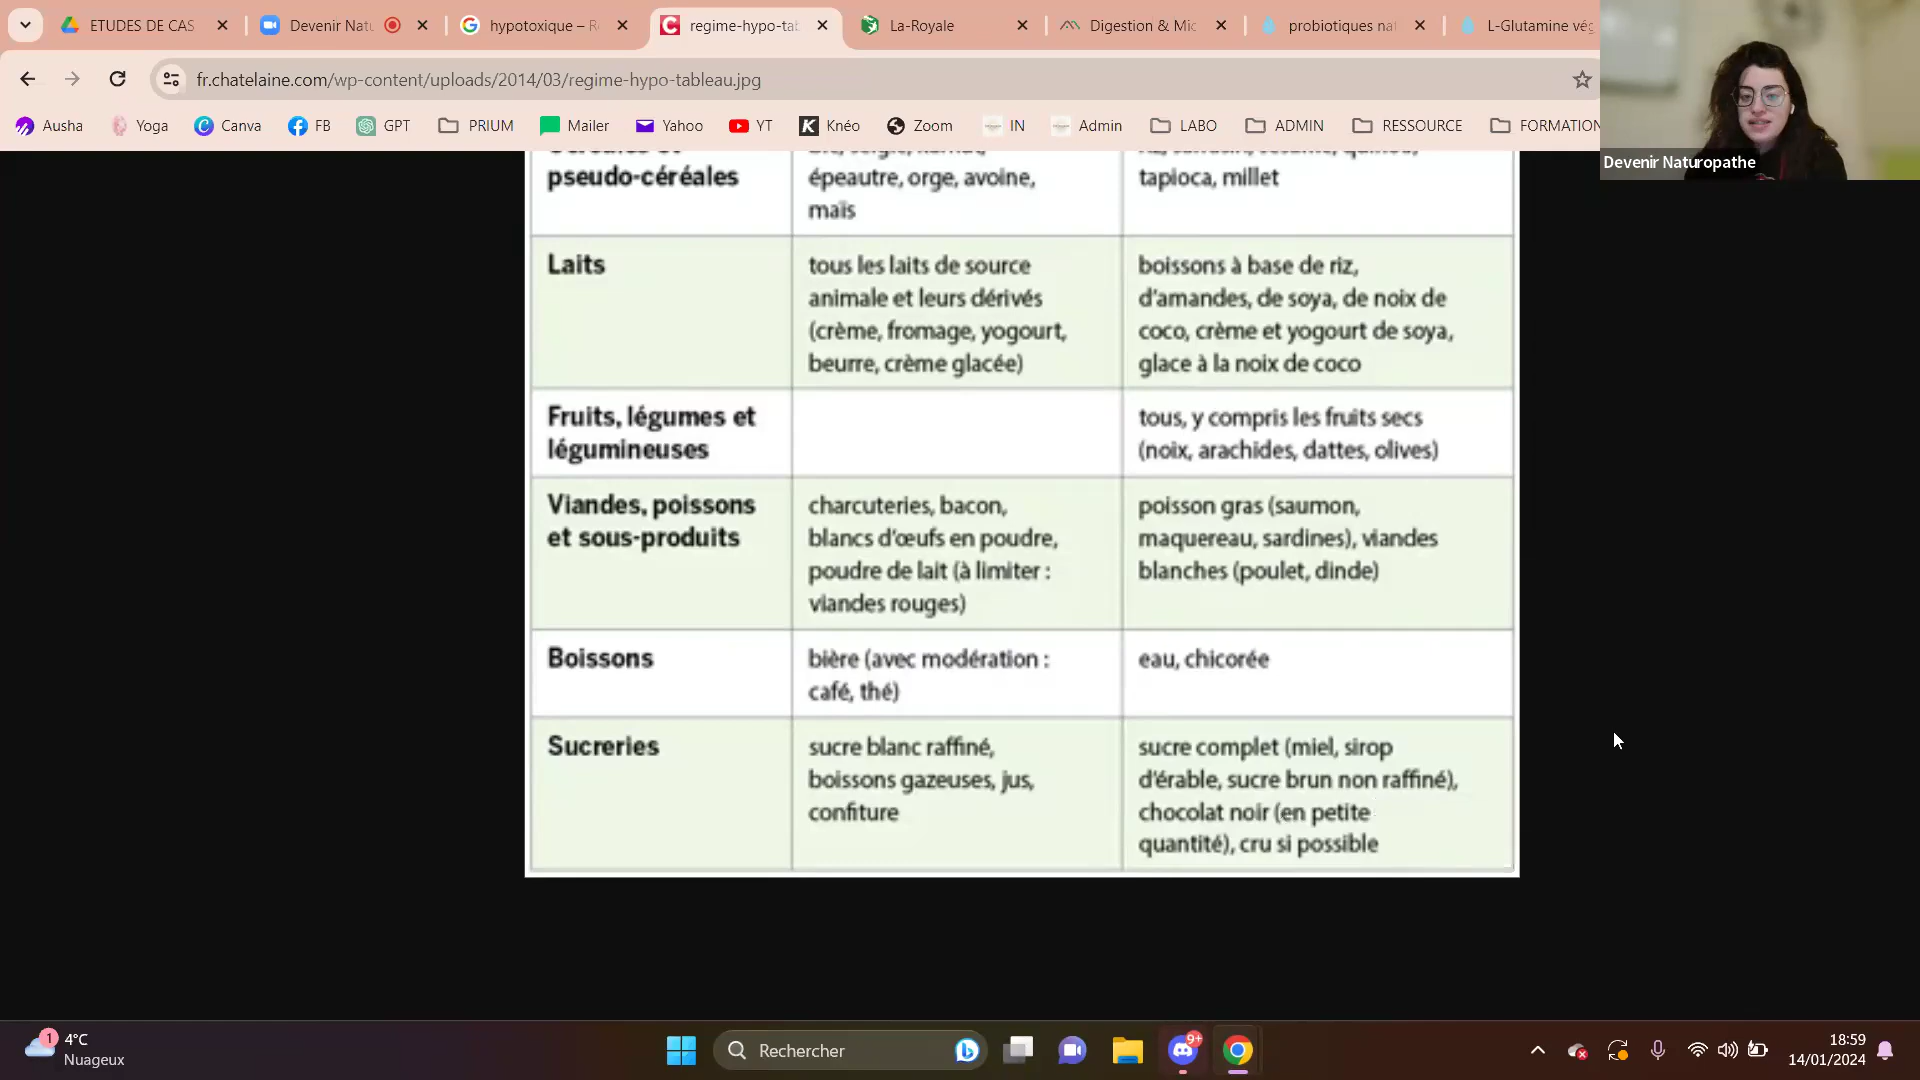 ETUDES DE CAS
Devenir Natu
hypotoxique – R
regime-hypo-tab
La-Royale
Digestion & Mic
probiotiques nat
L-Glutamine vég
fr.chatelaine.com/wp-content/uploads/2014/03/regime-hypo-tableau.jpg
Ausha
Yoga
Canva
FB
GPT
PRIUM
Mailer
Yahoo
YT
Knéo
Zoom
IN
Admin
LABO
ADMIN
RESSOURCE
FORMATION
Devenir Naturopathe
pseudo-céréales
épeautre, orge, avoine,
maïs
tapioca, millet
Laits
tous les laits de source
animale et leurs dérivés
(crème, fromage, yogourt,
beurre, crème glacée)
boissons à base de riz,
d'amandes, de soya, de noix de
coco, crème et yogourt de soya,
glace à la noix de coco
Fruits, légumes et
légumineuses
tous, y compris les fruits secs
(noix, arachides, dattes, olives)
Viandes, poissons
et sous-produits
charcuteries, bacon,
blancs d'œufs en poudre,
poudre de lait (à limiter :
viandes rouges)
poisson gras (saumon,
maquereau, sardines), viandes
blanches (poulet, dinde)
Boissons
bière (avec modération :
café, thé)
eau, chicorée
Sucreries
sucre blanc raffiné,
boissons gazeuses, jus,
confiture
sucre complet (miel, sirop
d'érable, sucre brun non raffiné),
chocolat noir (en petite
quantité), cru si possible
1
4°C
Nuageux
Rechercher
9+
18:59
14/01/2024